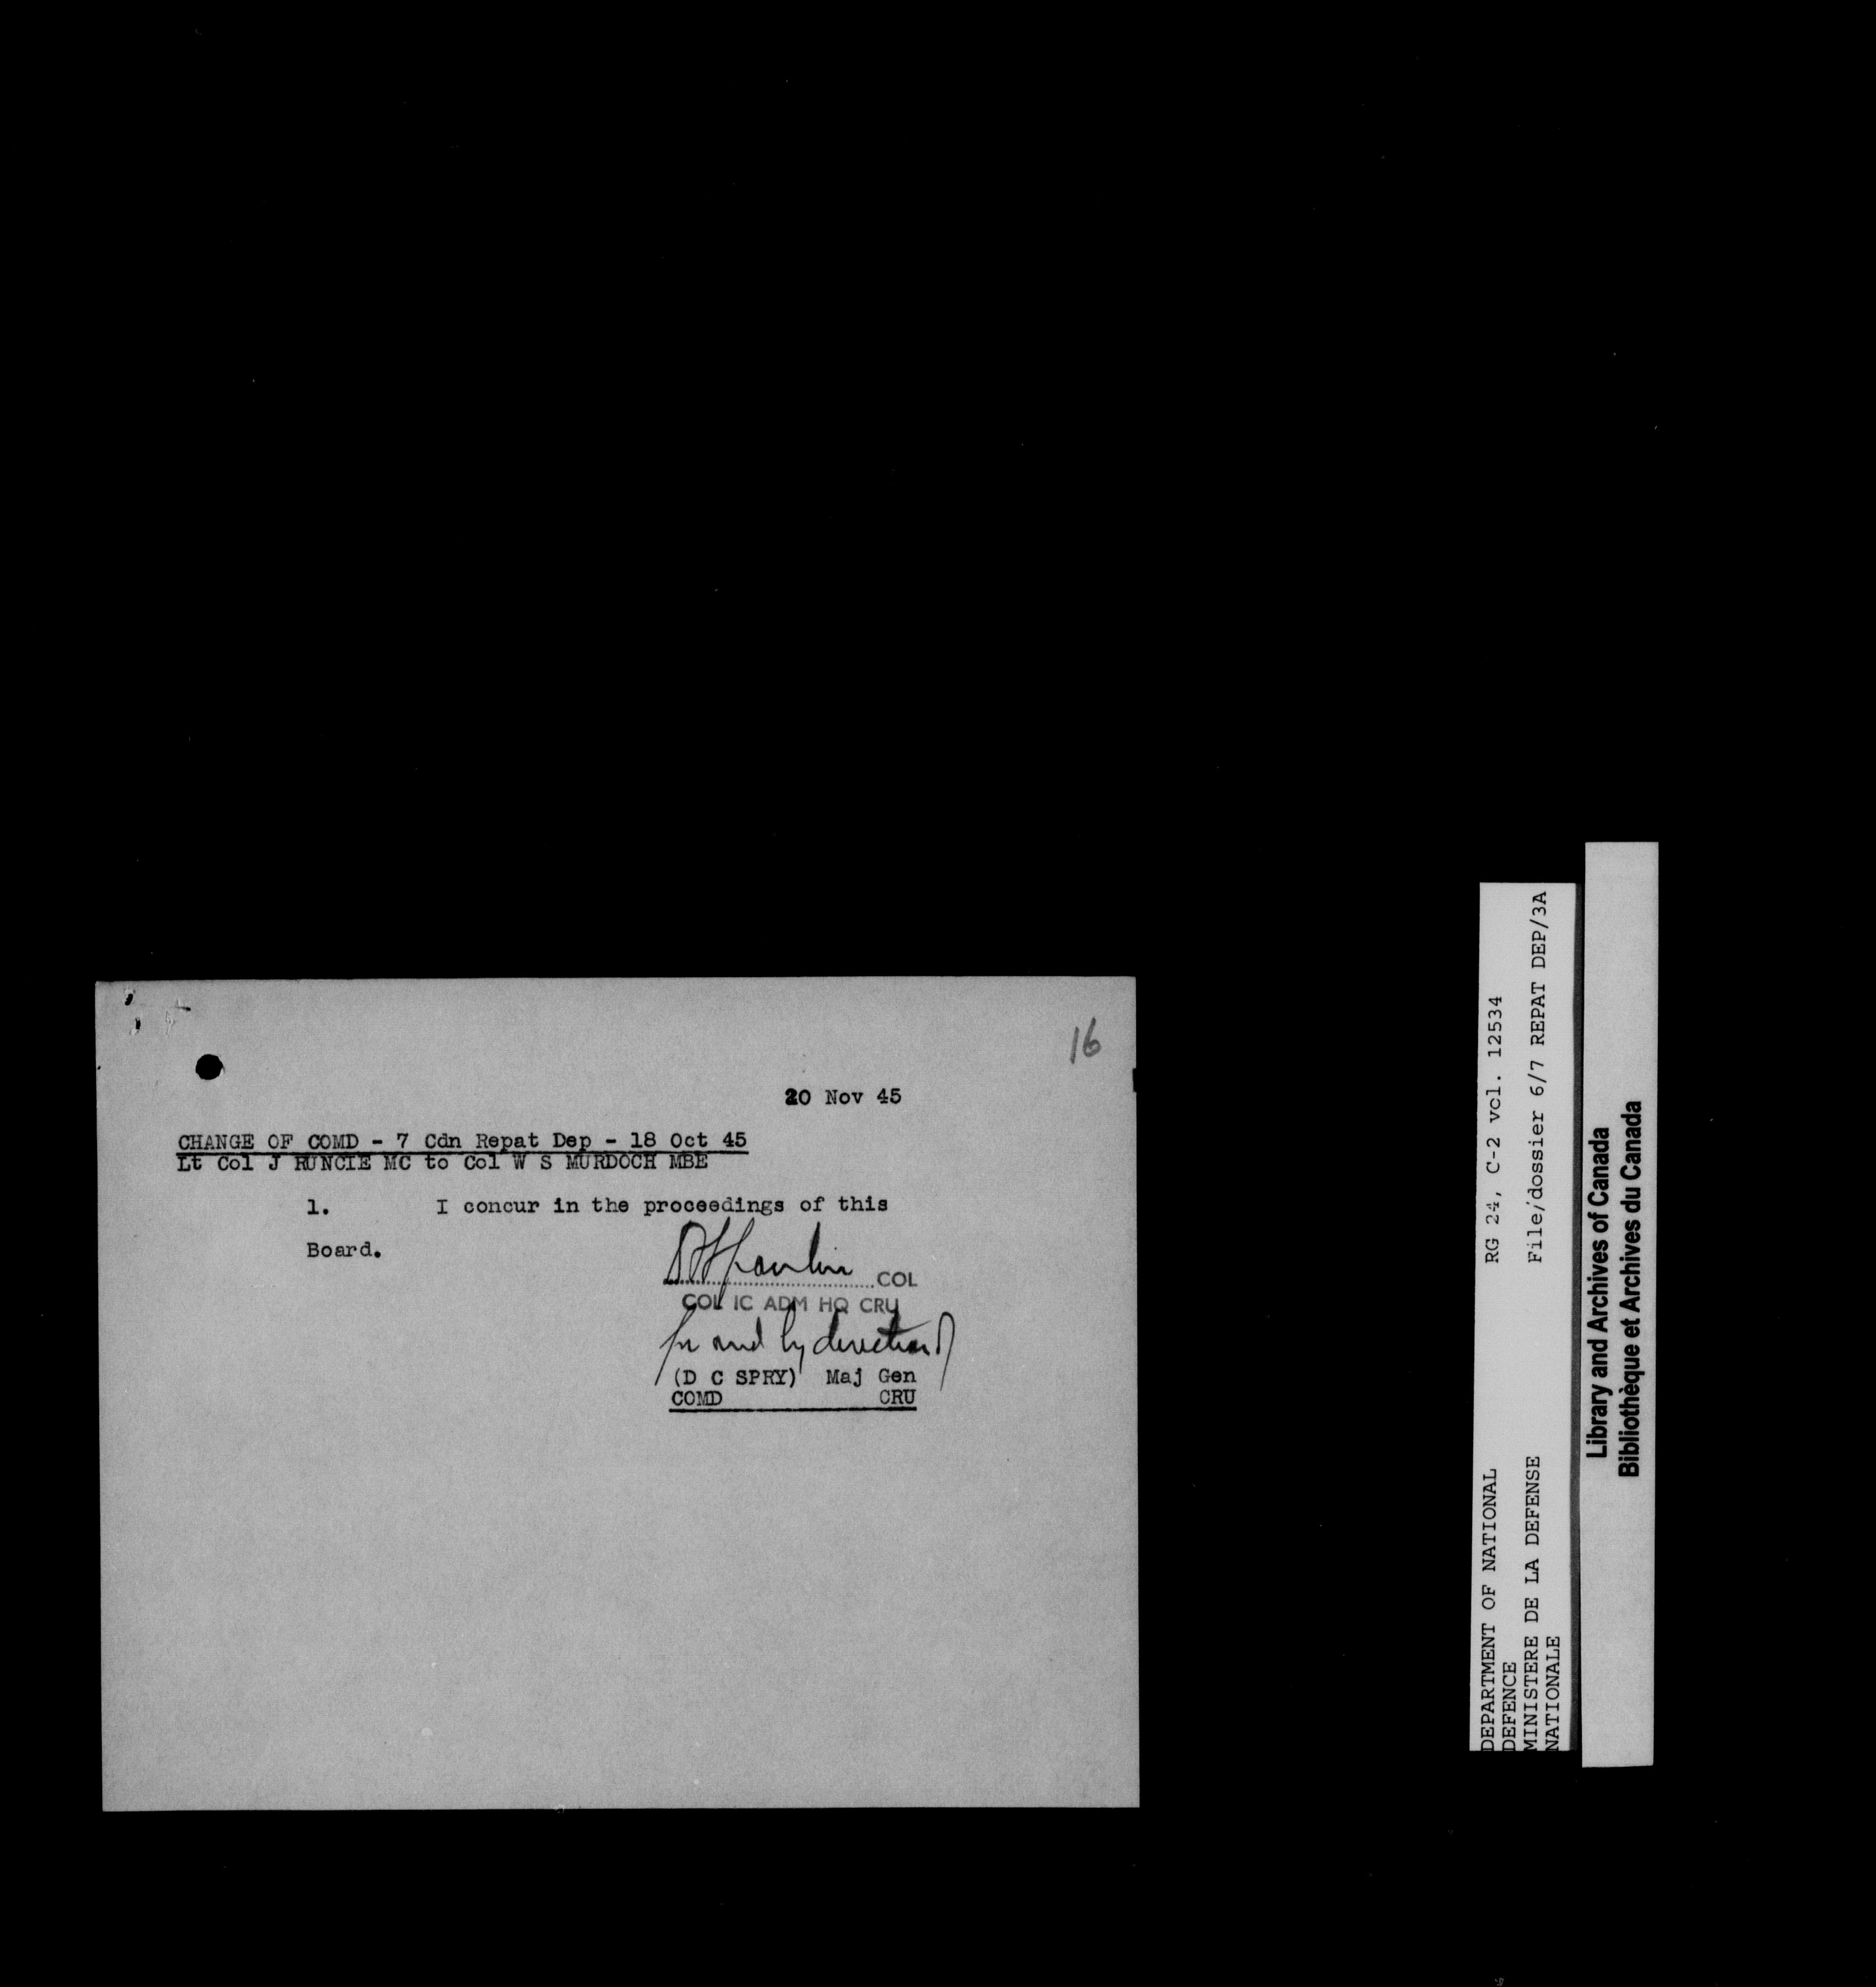 16
20 Nov 45
CHANGE OF COMD - 7 Cdn Repat Dep - 18 Oct 45
Lt Col J RUNCIE MC to Col W S MURDOCH MBE
1. I concur in the proceedings of this
Board.
COL
COL IC ADM HQ CRU
for and by direction
(D C SPRY) Maj Gen
COMD CRU
DEPARTMENT OF NATIONAL RG 24, C-2 vol. 12534
DEFENCE
MINISTERE DE LA DEFENSE File/dossier 6/7 REPAT DEP/3A
NATIONALE
Library and Archives of Canada
Bibliothèque et Archives du Canada